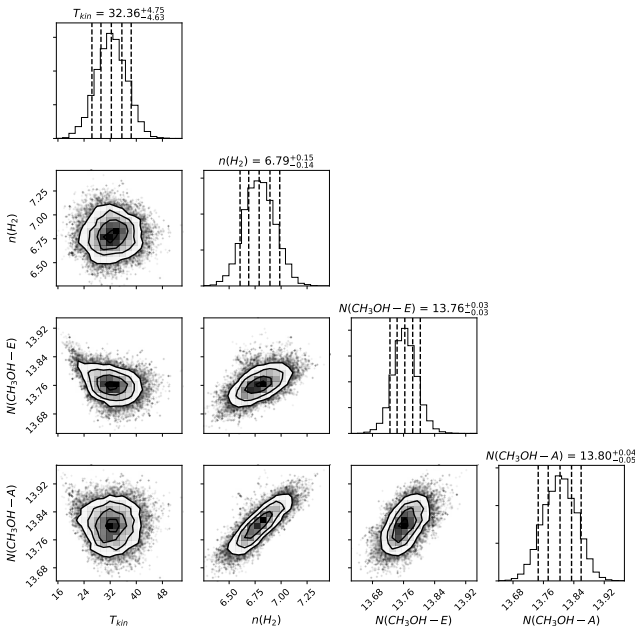 T_kin = 32.36 +4.75 −4.63
n(H_2) = 6.79 +0.15 −0.14
7.25
7.00
6.75
6.50
n(H_2)
N(CH_3OH − E) = 13.76 +0.03 −0.03
13.92
13.84
13.76
13.68
N(CH_3OH − E)
N(CH_3OH − A) = 13.80 +0.04 −0.05
13.92
13.84
13.76
13.68
N(CH_3OH − A)
16 24 32 40 48
6.50 6.75 7.00 7.25
13.68 13.76 13.84 13.92
13.68 13.76 13.84 13.92
T_kin
n(H_2)
N(CH_3OH − E)
N(CH_3OH − A)